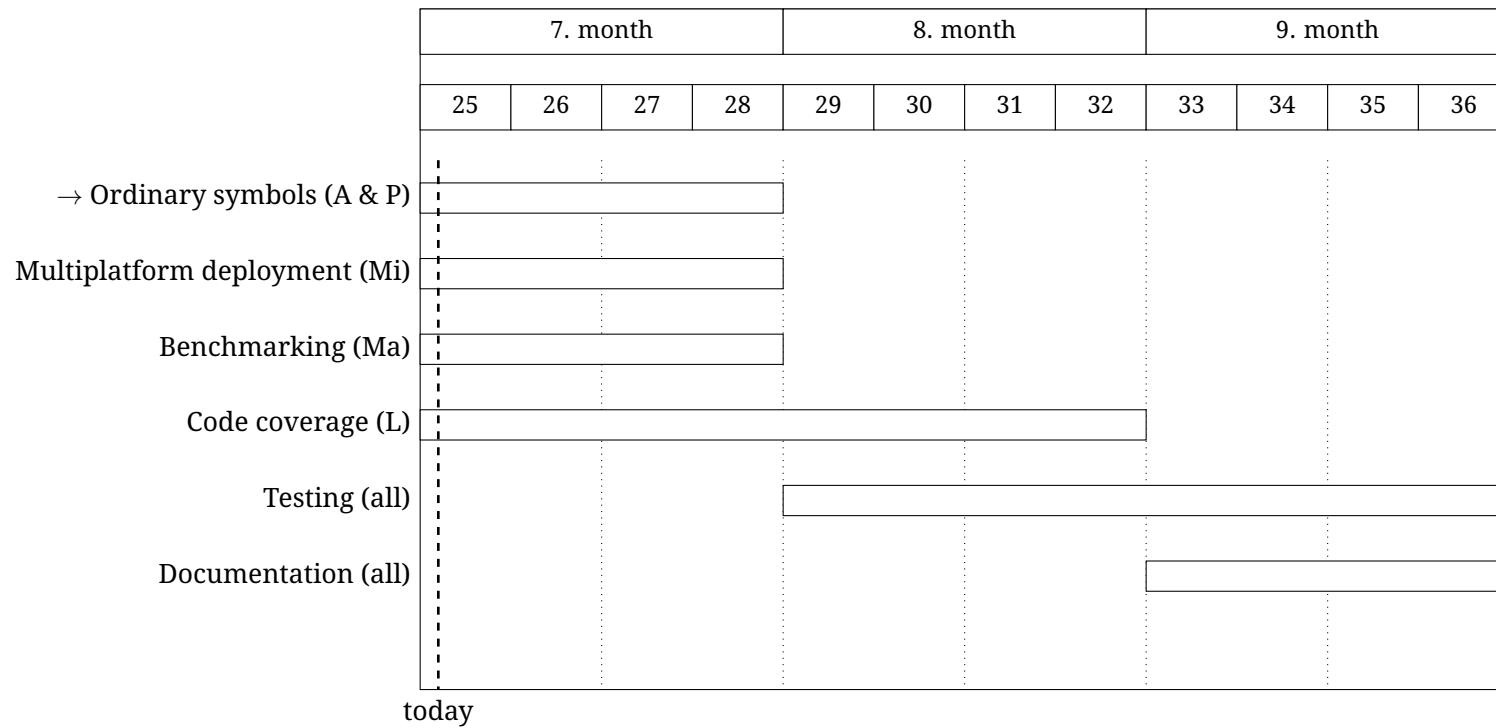 7. month 8. month 9. month
25 26 27 28 29 30 31 32 33 34 35 36
→ Ordinary symbols (A & P)
Multiplatform deployment (Mi)
Benchmarking (Ma)
Code coverage (L)
Testing (all)
Documentation (all)
today